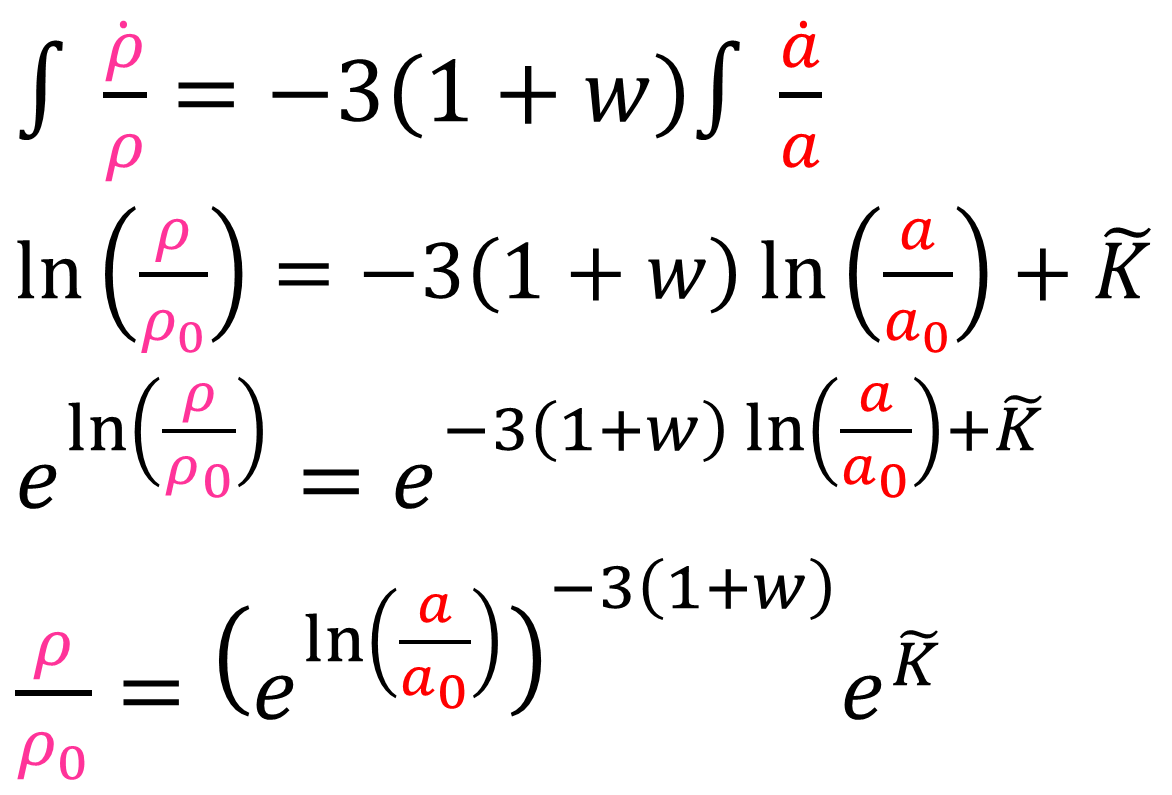 ∫ ρ̇/ρ = −3(1 + w)∫ ȧ/a
ln(ρ/ρ₀) = −3(1 + w) ln(a/a₀) + K̃
e^{ln(ρ/ρ₀)} = e^{−3(1+w) ln(a/a₀)+K̃}
ρ/ρ₀ = (e^{ln(a/a₀)})^{−3(1+w)} e^{K̃}